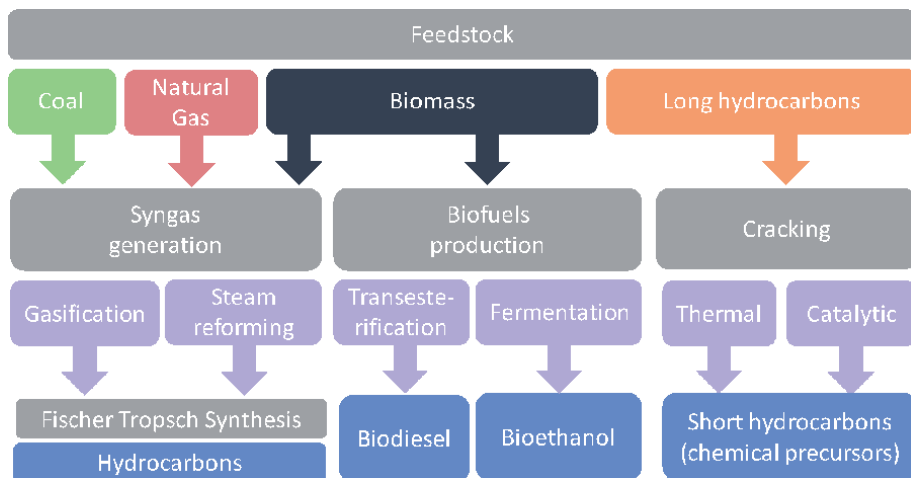 Feedstock
Coal
Natural
Gas
Biomass
Long hydrocarbons
Syngas
generation
Biofuels
production
Cracking
Gasification
Steam
reforming
Transeste-
rification
Fermentation
Thermal
Catalytic
Fischer Tropsch Synthesis
Hydrocarbons
Biodiesel
Bioethanol
Short hydrocarbons
(chemical precursors)